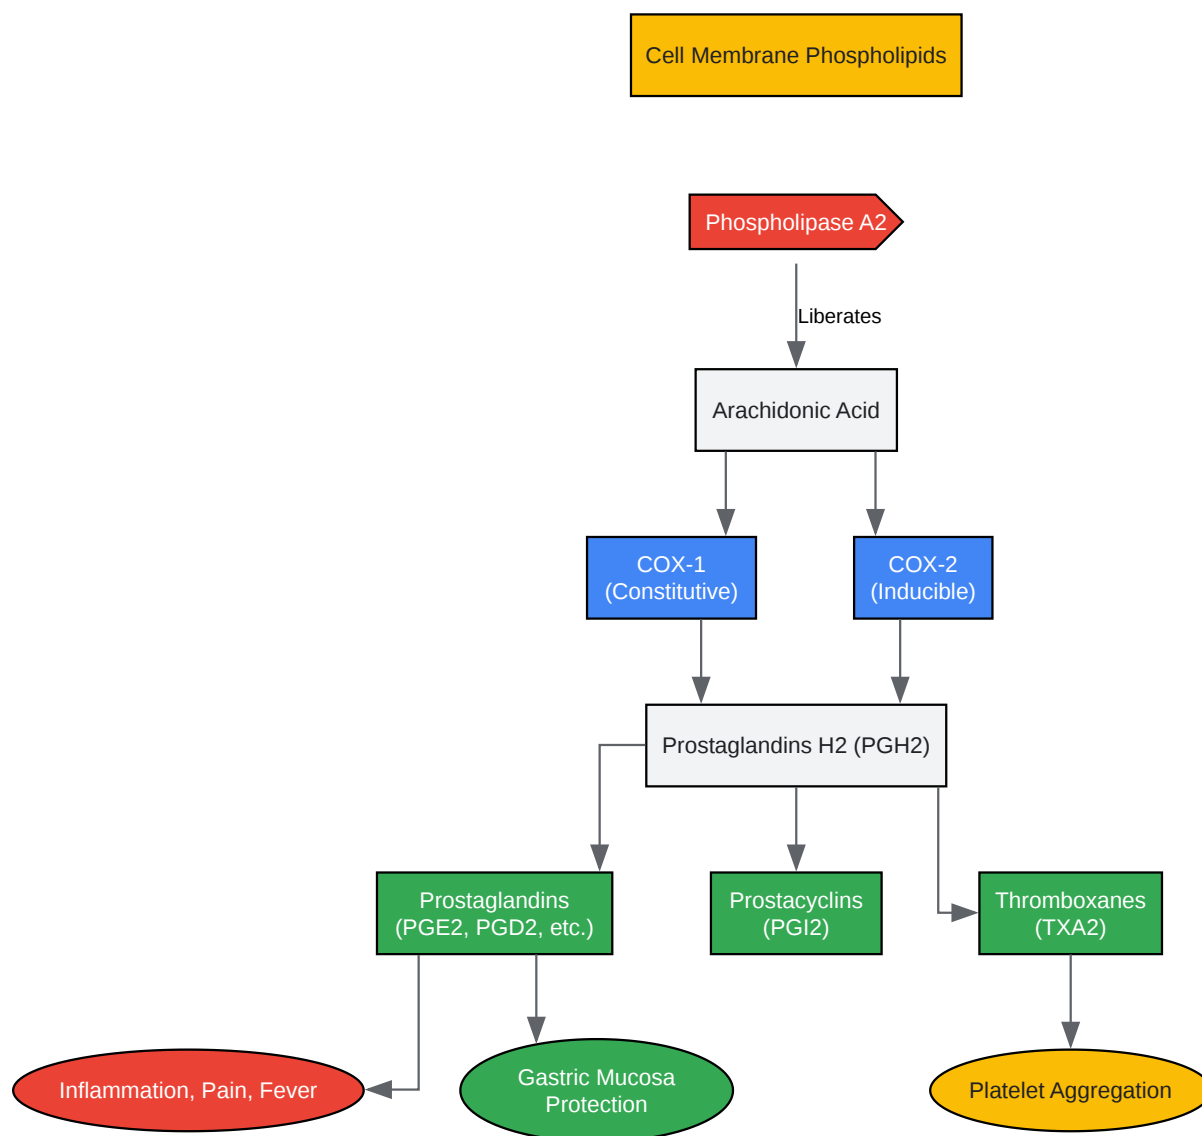 Cell Membrane Phospholipids
Phospholipase A2
Liberates
Arachidonic Acid
COX-1
(Constitutive)
COX-2
(Inducible)
Prostaglandins H2 (PGH2)
Prostaglandins
(PGE2, PGD2, etc.)
Prostacyclins
(PGI2)
Thromboxanes
(TXA2)
Inflammation, Pain, Fever
Gastric Mucosa
Protection
Platelet Aggregation